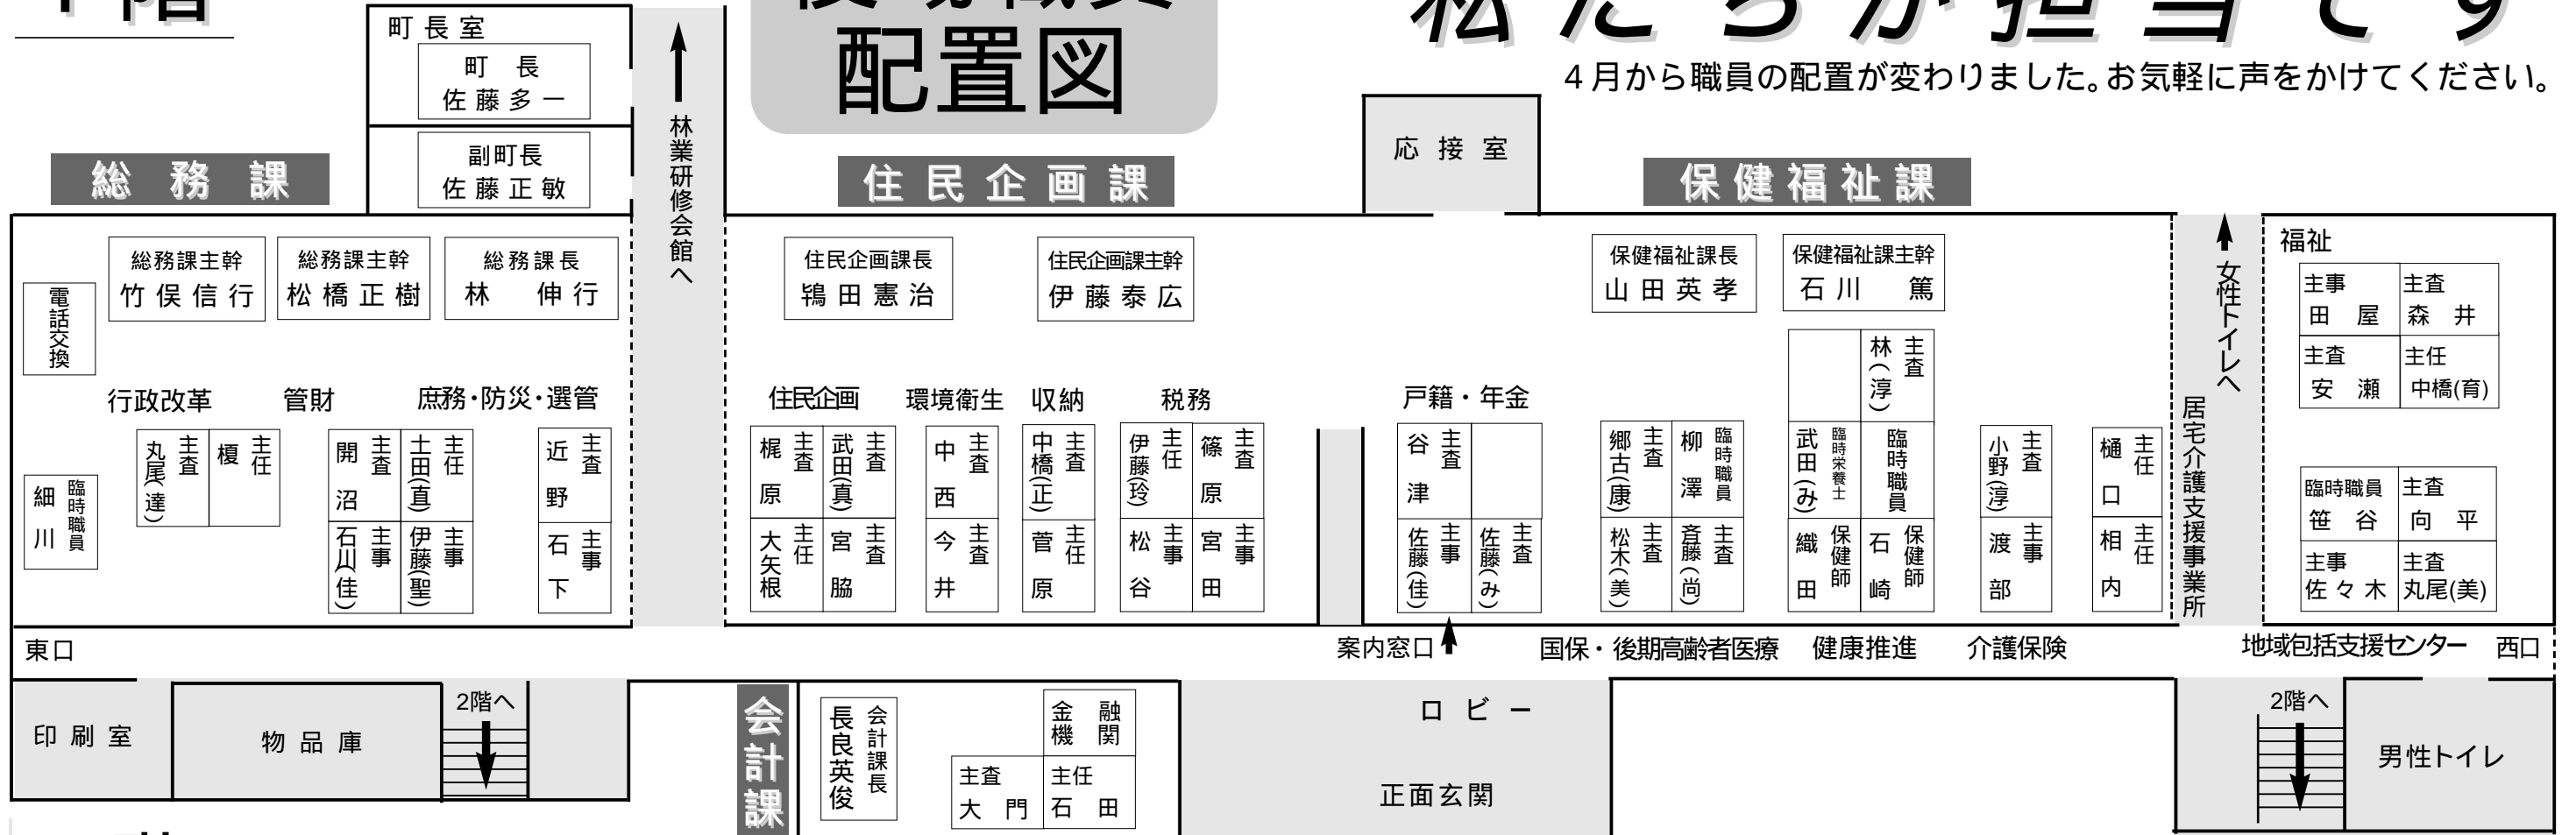 配置図
私たちが担当です
4月から職員の配置が変わりました。お気軽に声をかけてください。
町長室
町長
佐藤多一
副町長
佐藤正敏
林業研修会館へ
応接室
総務課
住民企画課
保健福祉課
電話交換
総務課主幹
竹俣信行
総務課主幹
松橋正樹
総務課長
林 伸行
住民企画課長
鴇田憲治
住民企画課主幹
伊藤泰広
保健福祉課長
山田英孝
保健福祉課主幹
石川 篤
女性トイレへ
居宅介護支援事業所
福祉
主事
田屋
主査
森井
主査
安瀬
主任
中橋(育)
行政改革
管財
庶務・防災・選管
住民企画
環境衛生
収納
税務
戸籍・年金
臨時職員
細川
主査
丸尾(達)
主任
榎
主査
開沼
主任
土田(直)
主事
石川(佳)
主事
伊藤(聖)
主査
近野
主事
石下
主査
梶原
主査
武田(真)
主任
大矢根
主査
宮脇
主査
中西
主査
今井
主査
中橋(正)
主任
菅原
主任
伊藤(玲)
主査
篠原
主事
松谷
主事
宮田
主査
谷津
主事
佐藤(佳)
主査
佐藤(み)
主査
郷古(康)
臨時職員
柳澤
主査
松木(美)
主査
斉藤(尚)
主査
林(淳)
臨時栄養士
武田(み)
臨時職員
保健師
織田
保健師
石崎
主査
小野(淳)
主事
渡部
主任
樋口
主任
相内
臨時職員
笹谷
主査
向平
主事
佐々木
主査
丸尾(美)
東口
案内窓口
国保・後期高齢者医療
健康推進
介護保険
地域包括支援センター
西口
印刷室
物品庫
2階へ
会計課
会計課長
長良英俊
金融
機関
主査
大門
主任
石田
ロビー
正面玄関
2階へ
男性トイレ